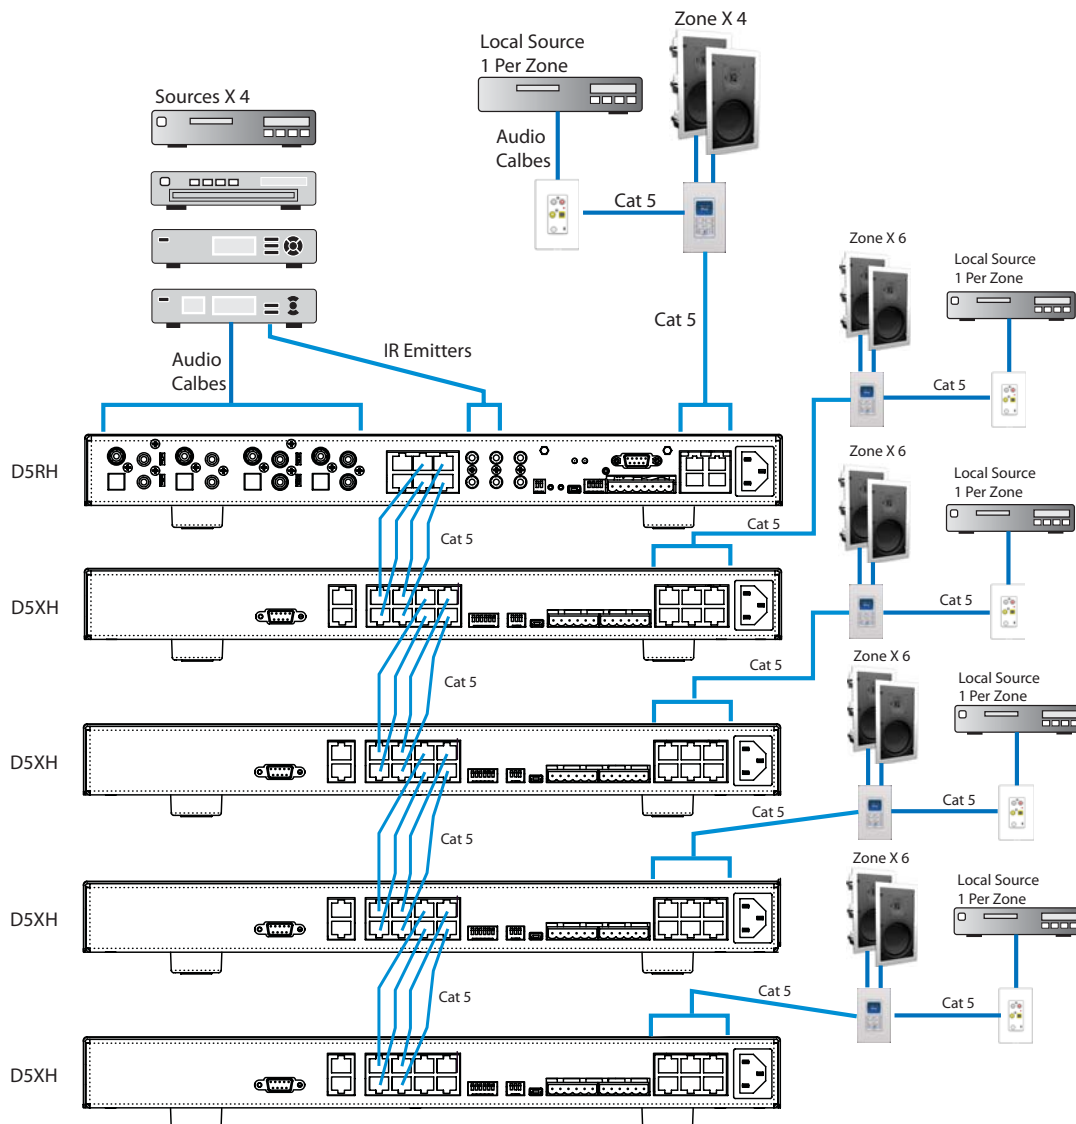 Zone X 4
Local Source
1 Per Zone
Sources X 4
Audio
Calbes
Cat 5
Zone X 6
Local Source
1 Per Zone
Cat 5
IR Emitters
Audio
Calbes
Cat 5
D5RH
Zone X 6
Local Source
1 Per Zone
Cat 5
Cat 5
Cat 5
D5XH
Zone X 6
Local Source
1 Per Zone
Cat 5
Cat 5
D5XH
Cat 5
Cat 5
Cat 5
Zone X 6
Local Source
1 Per Zone
D5XH
Cat 5
Cat 5
Cat 5
D5XH